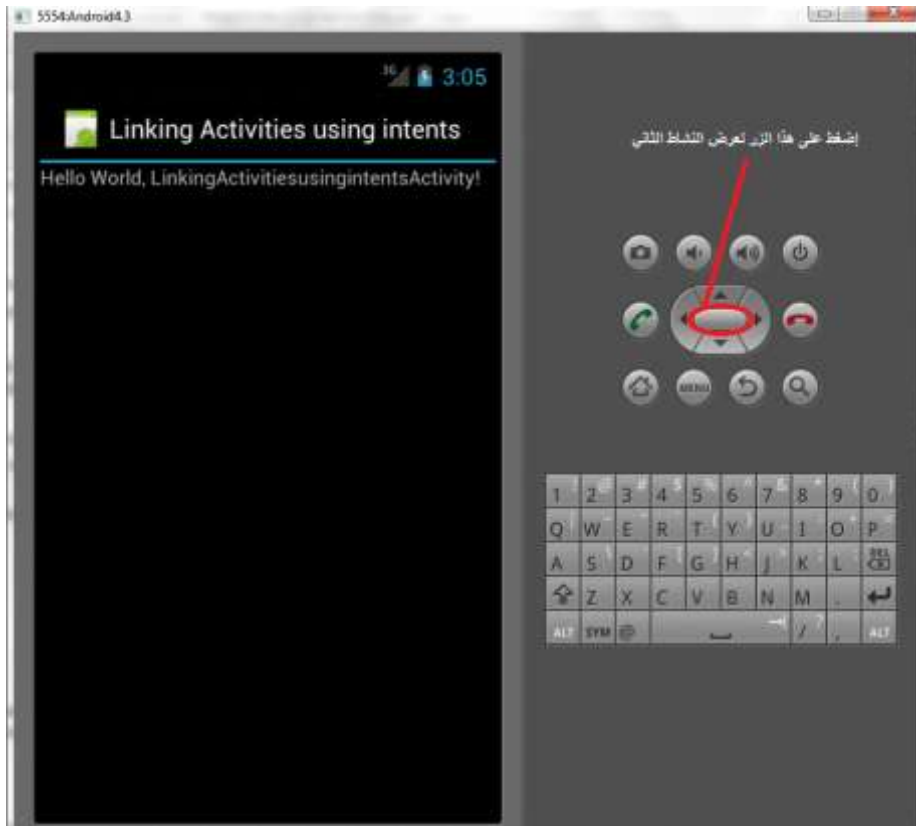 5554:Android4.3
3G 3:05
Linking Activities using intents
Hello World, LinkingActivitiesusingintentsActivity!
إضغط على هذا الزر لعرض النشاط الثاني
MENU
1 ! 2 @ 3 # 4 $ 5 % 6 ^ 7 & 8 * 9 ( 0 )
Q W E R T Y U I O P
A S D F G H J K L DEL
Z X C V B N M .
ALT SYM @ / ? , ALT